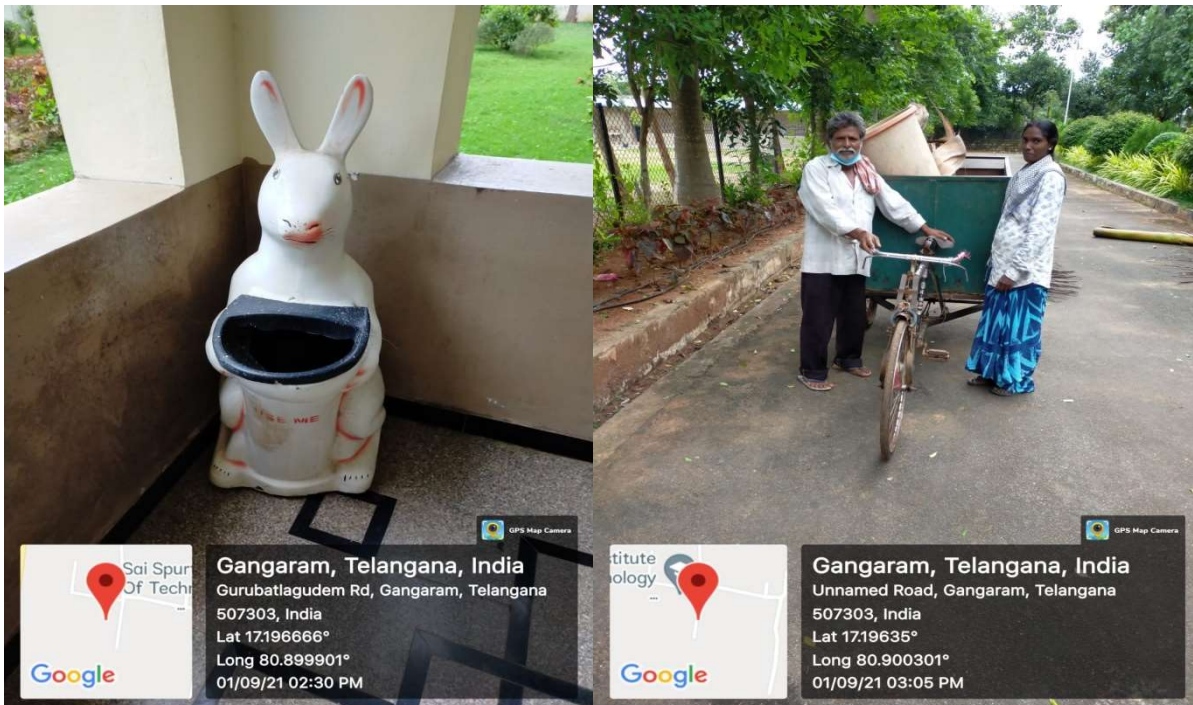 USE ME
GPS Map Camera
Sai Spur
Of Techn
Google
Gangaram, Telangana, India
Gurubatlagudem Rd, Gangaram, Telangana
507303, India
Lat 17.196666°
Long 80.899901°
01/09/21 02:30 PM
GPS Map Camera
stitute
nology
Google
Gangaram, Telangana, India
Unnamed Road, Gangaram, Telangana
507303, India
Lat 17.19635°
Long 80.900301°
01/09/21 03:05 PM